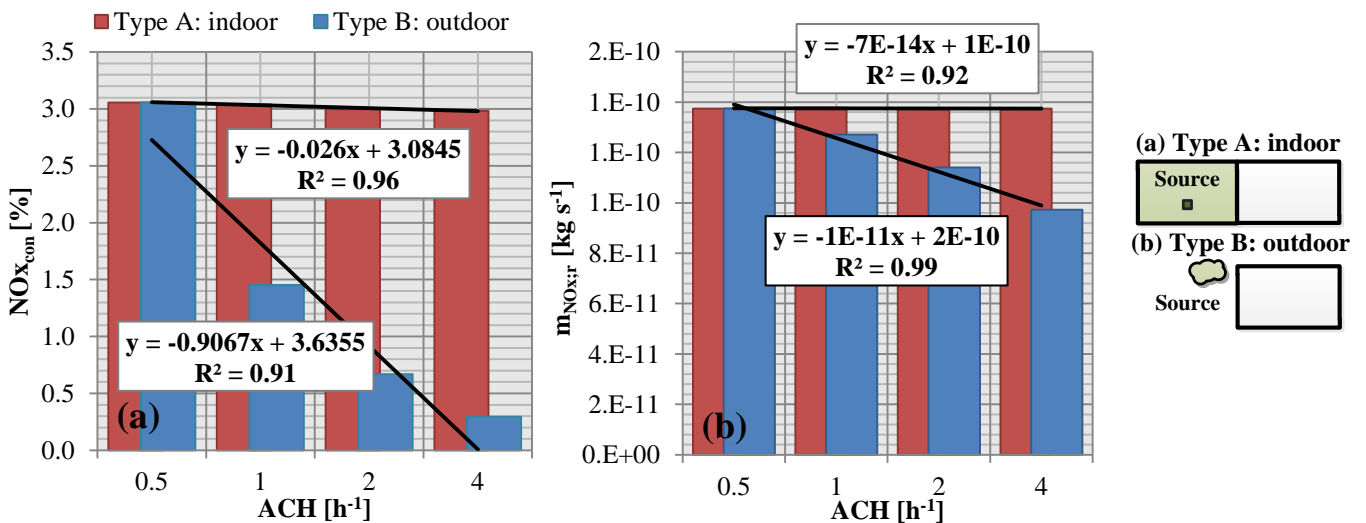 Type A: indoor Type B: outdoor
NOx_con [%]
3.5
3.0
2.5
2.0
1.5
1.0
0.5
0.0
y = -0.026x + 3.0845
R² = 0.96
y = -0.9067x + 3.6355
R² = 0.91
(a)
0.5 1 2 4
ACH [h⁻¹]
m_NOx;r [kg s⁻¹]
2.E-10
1.E-10
1.E-10
1.E-10
8.E-11
6.E-11
4.E-11
2.E-11
0.E+00
y = -7E-14x + 1E-10
R² = 0.92
y = -1E-11x + 2E-10
R² = 0.99
(b)
0.5 1 2 4
ACH [h⁻¹]
(a) Type A: indoor
Source
(b) Type B: outdoor
Source